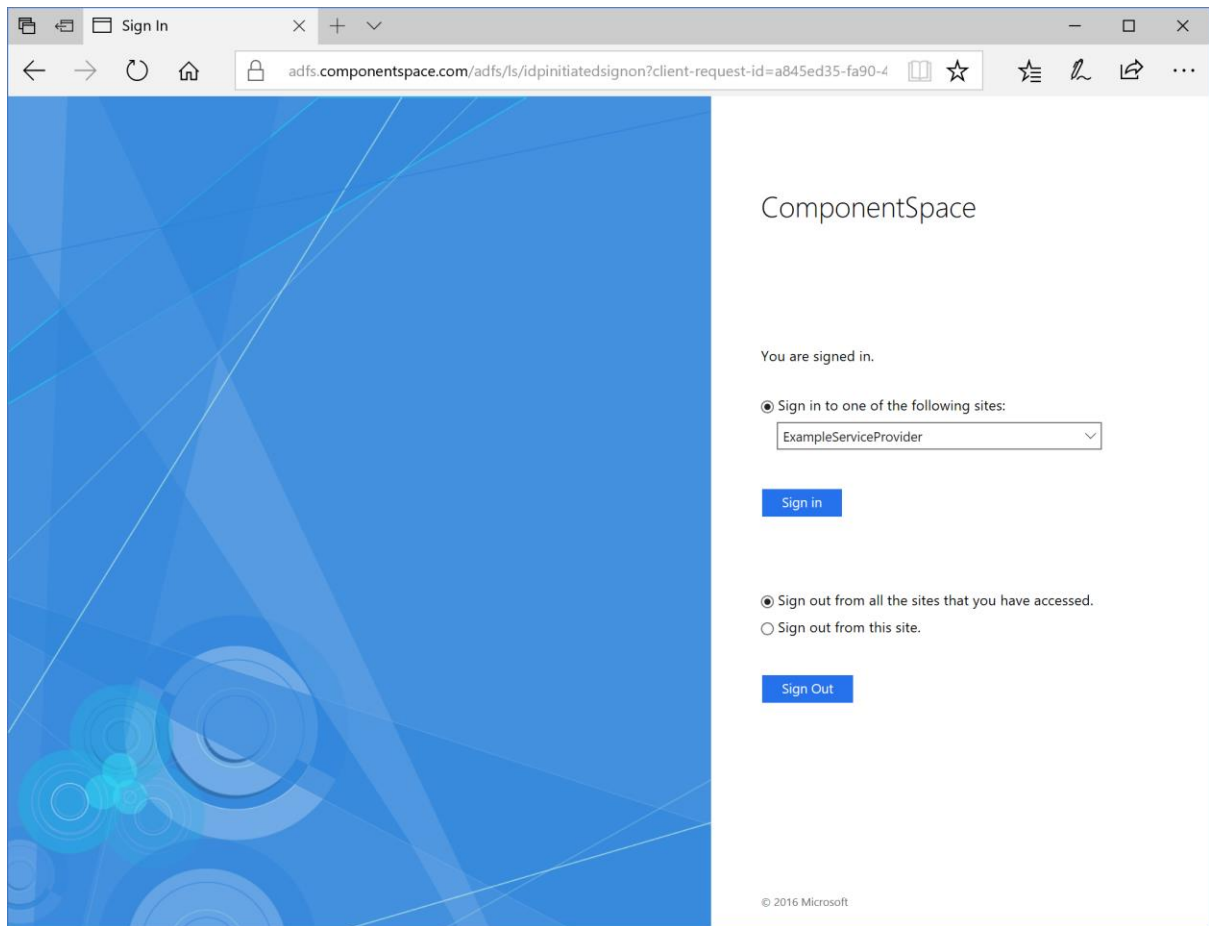 Sign In
adfs.componentspace.com/adfs/ls/idpinitiatedsignon?client-request-id=a845ed35-fa90-4
ComponentSpace
You are signed in.
Sign in to one of the following sites:
ExampleServiceProvider
Sign in
Sign out from all the sites that you have accessed.
Sign out from this site.
Sign Out
© 2016 Microsoft